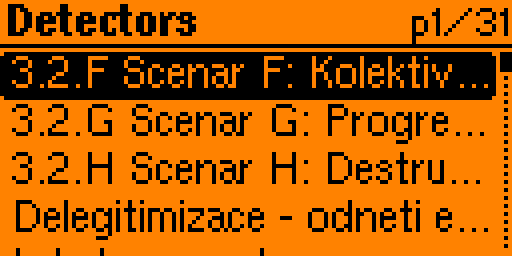 Detectors
p1/31
3.2.F Scenar F: Kolektiv...
3.2.G Scenar G: Progre...
3.2.H Scenar H: Destru...
Delegitimizace - odneti e...